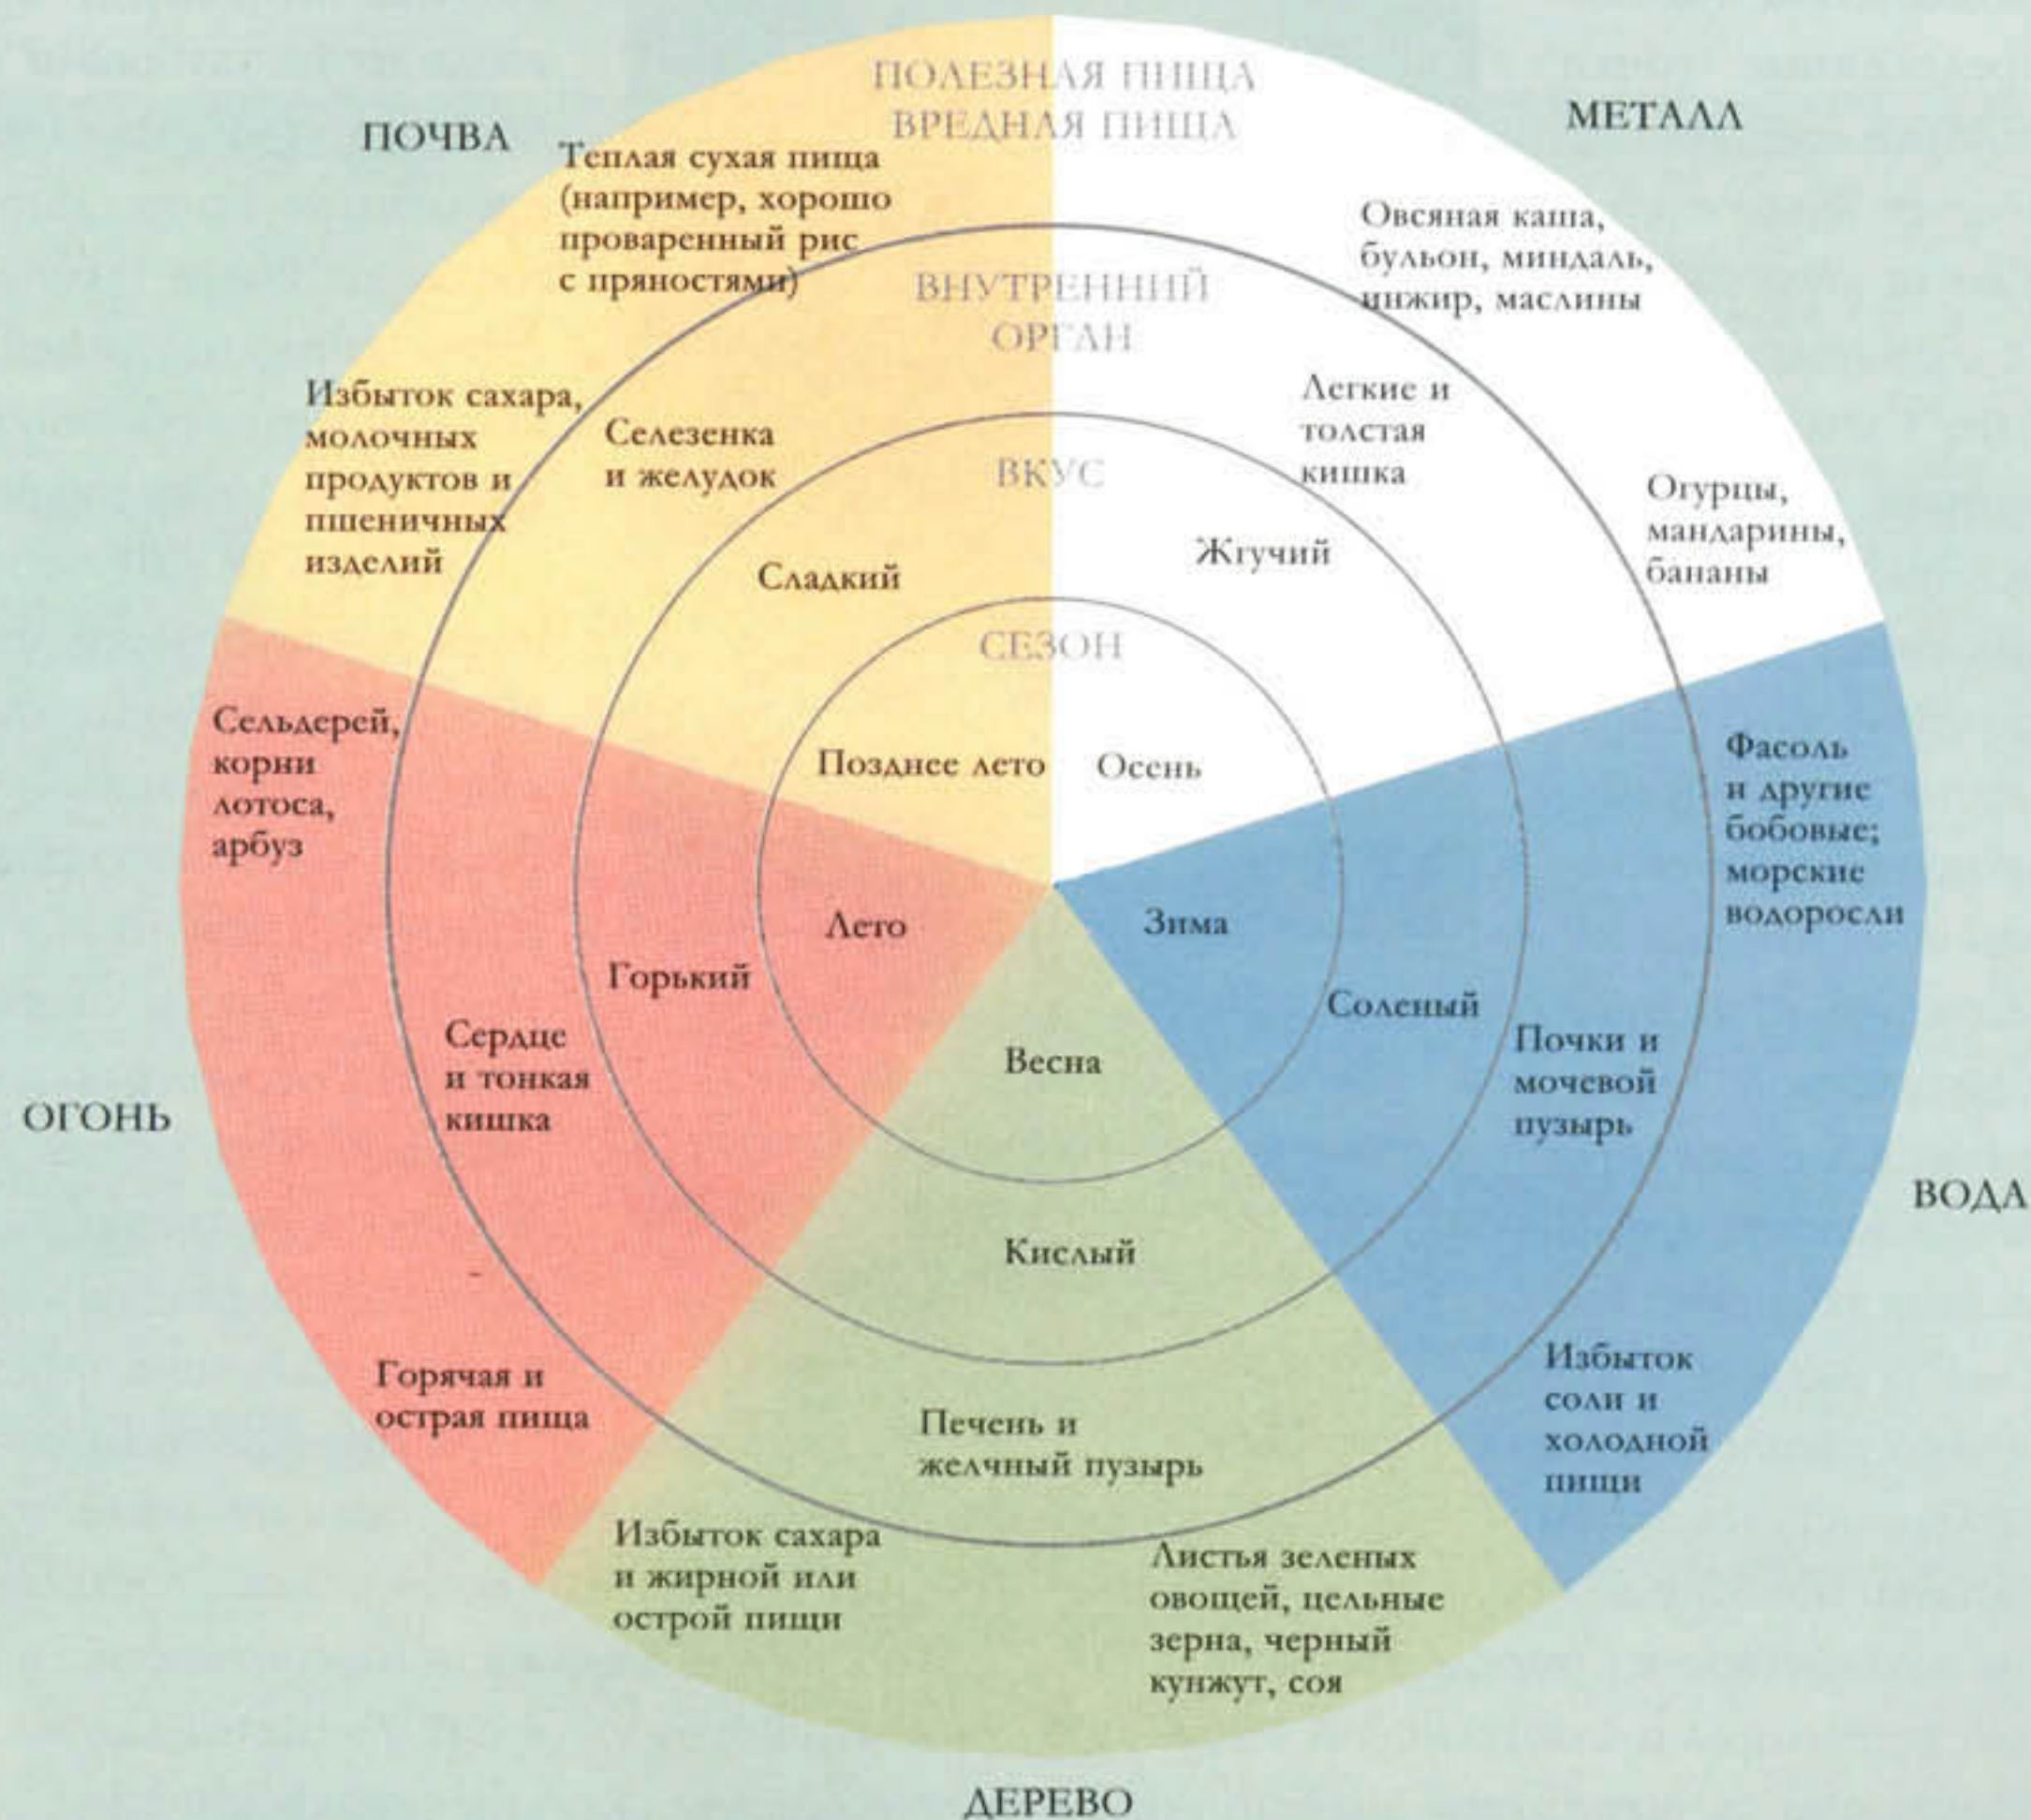 ПОЛЕЗНАЯ ПИЩА
ВРЕДНАЯ ПИЩА
ВНУТРЕННИЙ
ОРГАН
ВКУС
СЕЗОН
ПОЧВА
Теплая сухая пища
(например, хорошо
проваренный рис
с пряностями)
Избыток сахара,
молочных
продуктов и
пшеничных
изделий
Селезенка
и желудок
Сладкий
Позднее лето
МЕТАЛЛ
Овсяная каша,
бульон, миндаль,
инжир, маслины
Огурцы,
мандарины,
бананы
Легкие и
толстая
кишка
Жгучий
Осень
ВОДА
Фасоль
и другие
бобовые;
морские
водоросли
Избыток
соли и
холодной
пищи
Почки и
мочевой
пузырь
Соленый
Зима
ДЕРЕВО
Листья зеленых
овощей, цельные
зерна, черный
кунжут, соя
Избыток сахара
и жирной или
острой пищи
Печень и
желчный пузырь
Кислый
Весна
ОГОНЬ
Сельдерей,
корни
лотоса,
арбуз
Горячая и
острая пища
Сердце
и тонкая
кишка
Горький
Лето